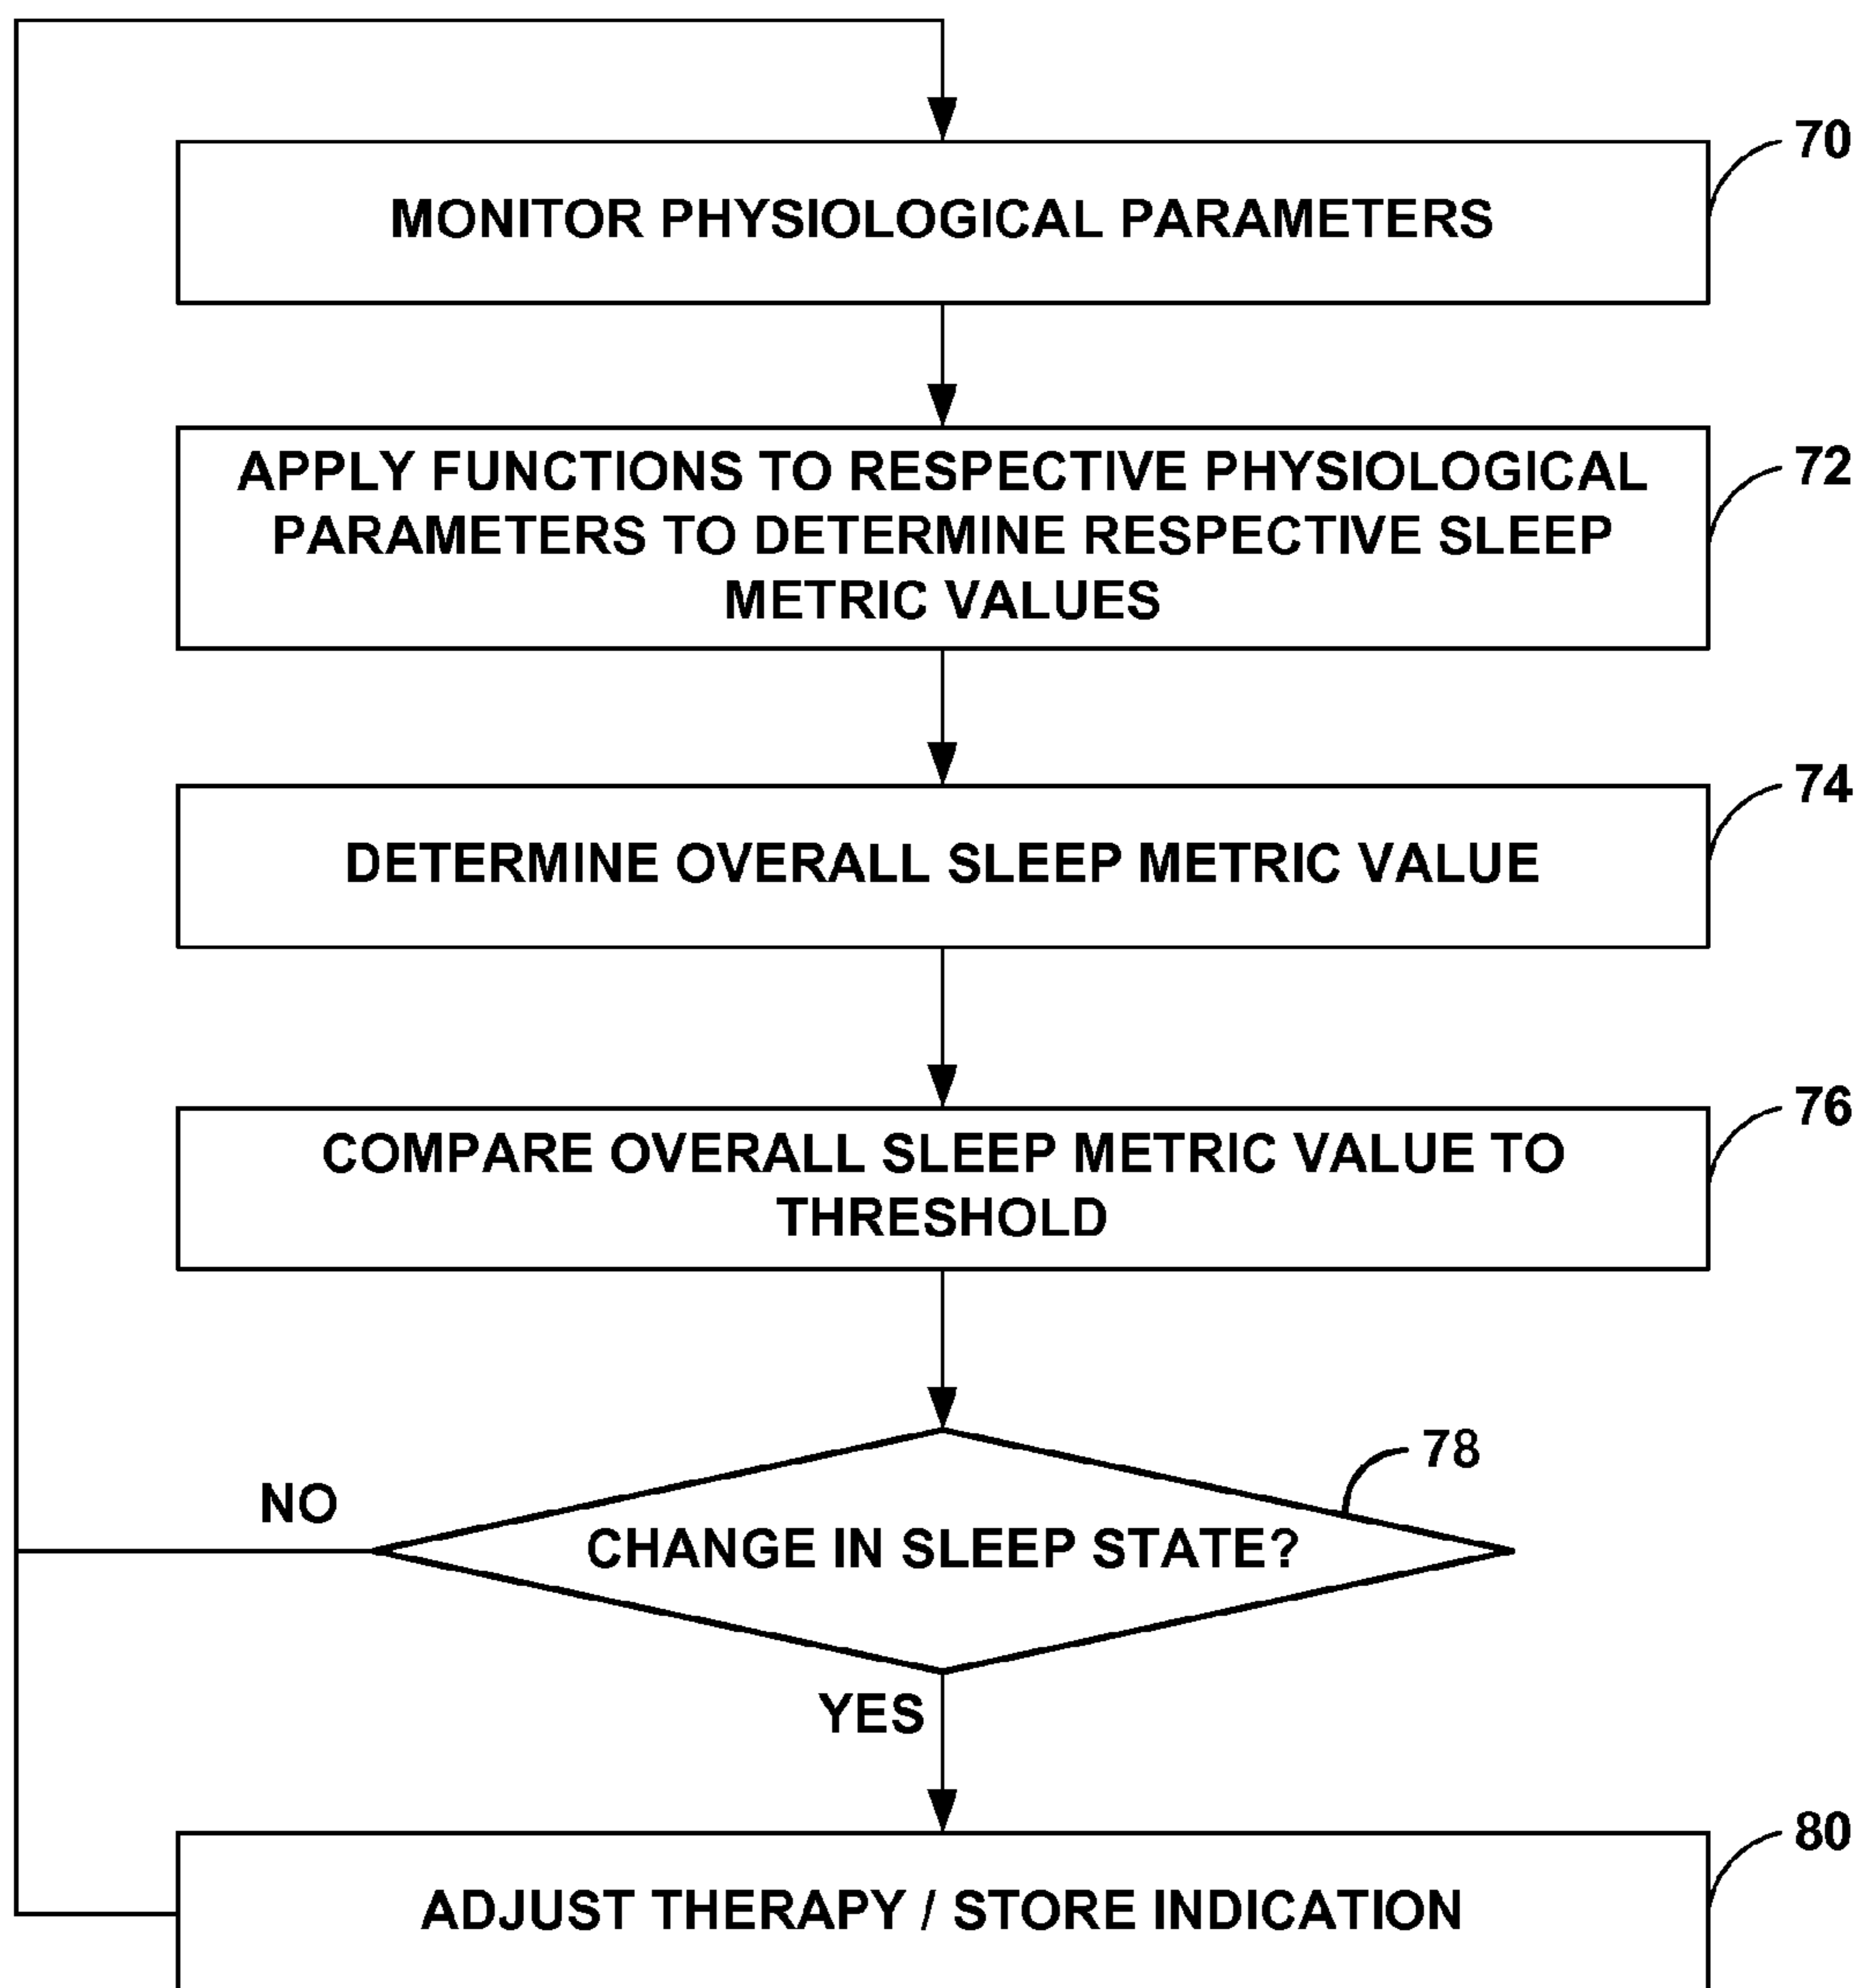 70
MONITOR PHYSIOLOGICAL PARAMETERS
72
APPLY FUNCTIONS TO RESPECTIVE PHYSIOLOGICAL
PARAMETERS TO DETERMINE RESPECTIVE SLEEP
METRIC VALUES
74
DETERMINE OVERALL SLEEP METRIC VALUE
76
COMPARE OVERALL SLEEP METRIC VALUE TO
THRESHOLD
78
NO
CHANGE IN SLEEP STATE?
YES
80
ADJUST THERAPY / STORE INDICATION